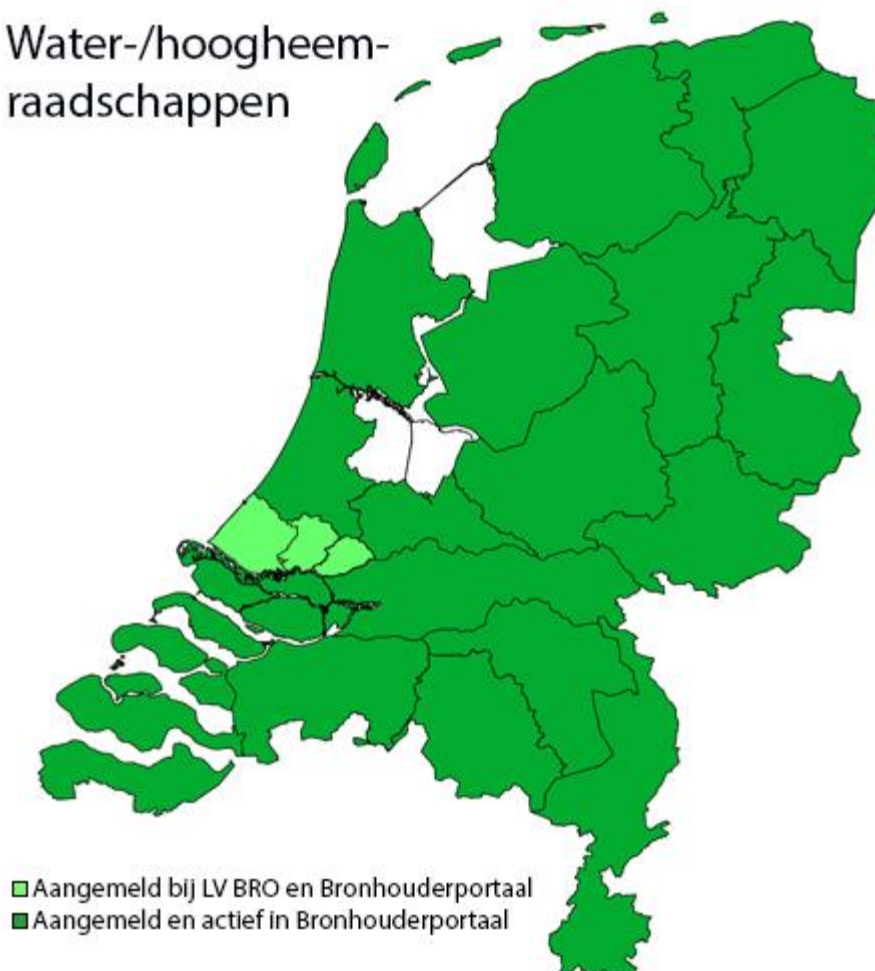 Water-/hoogheem-
raadschappen
Aangemeld bij LV BRO en Bronhouderportaal
Aangemeld en actief in Bronhouderportaal